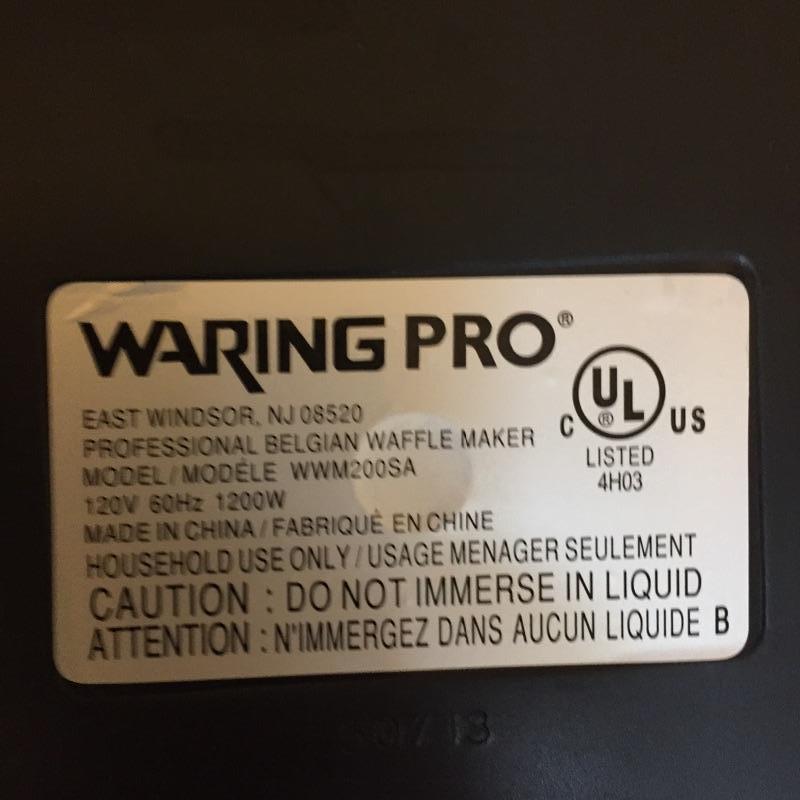 WARING PRO®
EAST WINDSOR, NJ 08520
PROFESSIONAL BELGIAN WAFFLE MAKER
MODEL/MODÈLE WWM200SA
120V 60Hz 1200W
MADE IN CHINA/FABRIQUÈ EN CHINE
HOUSEHOLD USE ONLY/USAGE MENAGER SEULEMENT
CAUTION : DO NOT IMMERSE IN LIQUID
ATTENTION : N'IMMERGEZ DANS AUCUN LIQUIDE B
C UL® US
LISTED
4H03